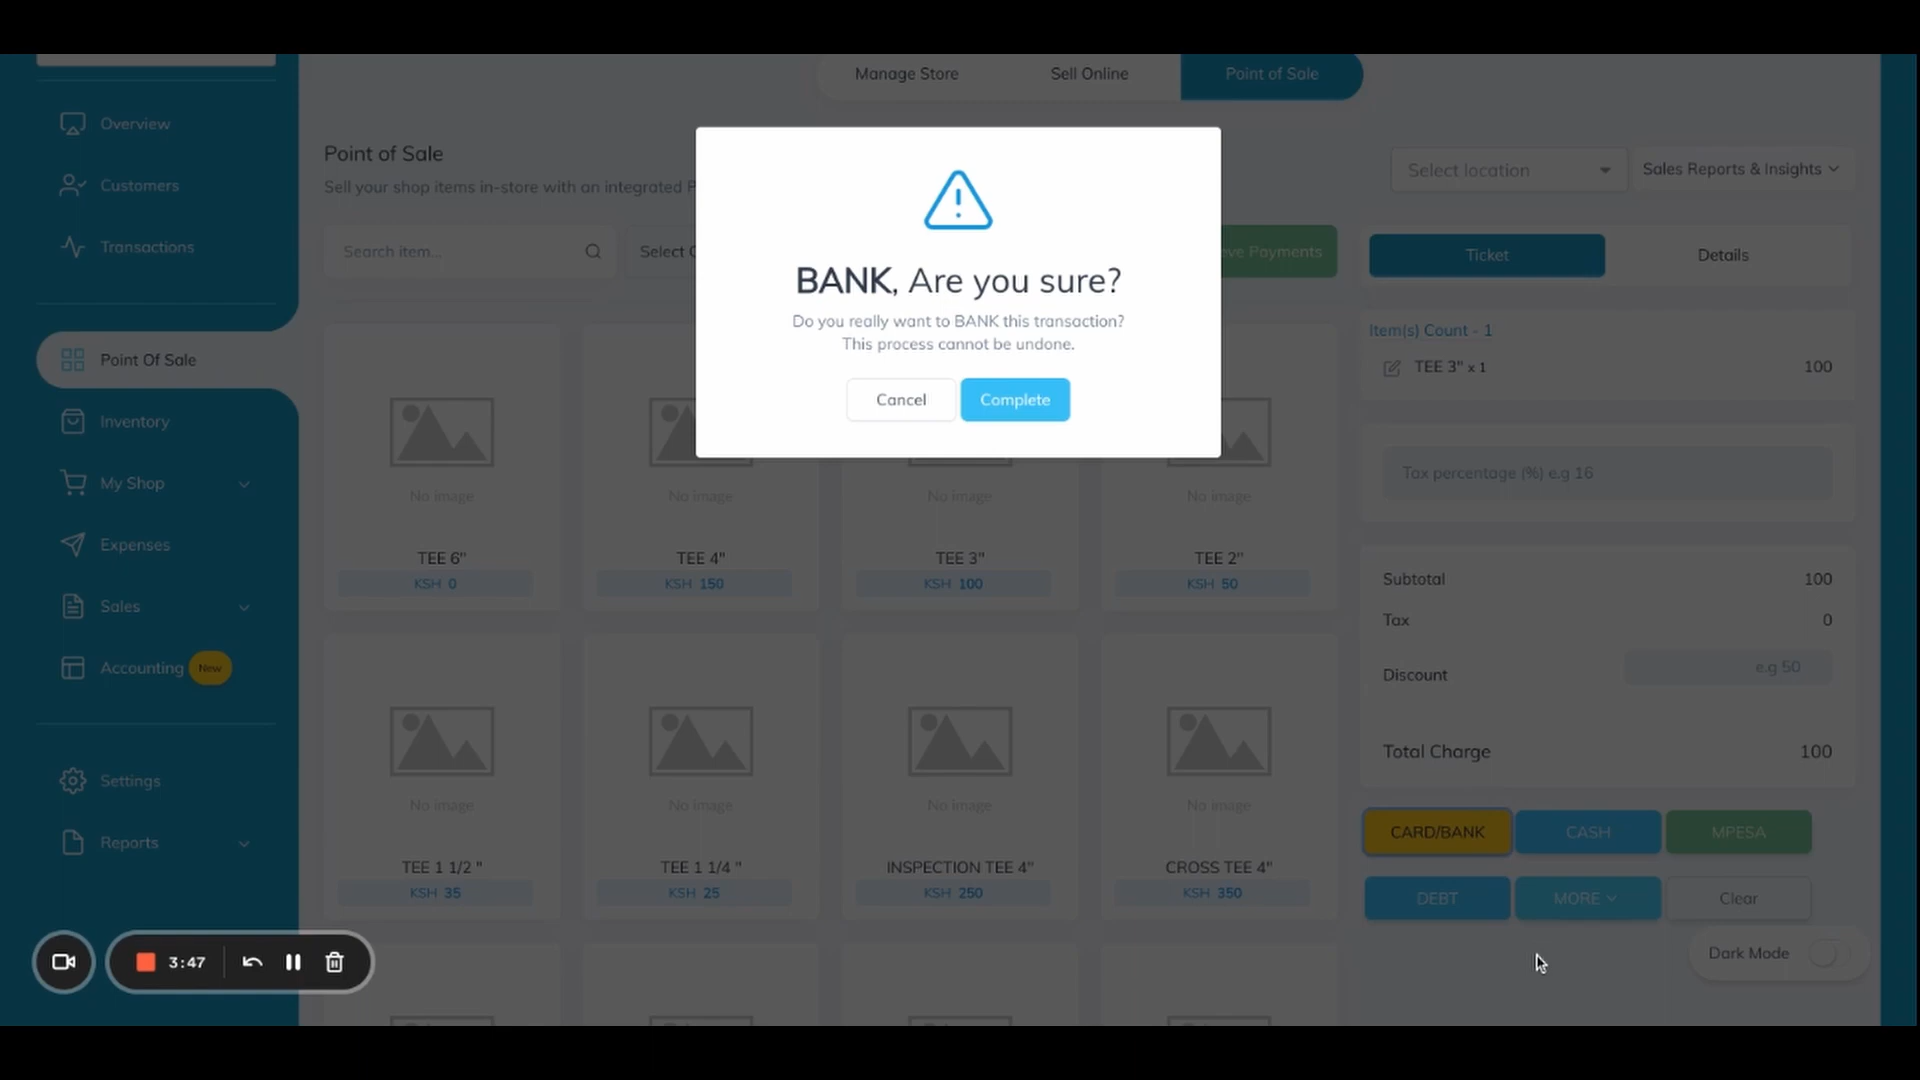 Manage Store
Sell Online
Point of Sale
Overview
Customers
Transactions
Point Of Sale
Inventory
My Shop
Expenses
Sales
Accounting New
Settings
Reports
3:47
Point of Sale
Sell your shop items in-store with an integrated
Search item...
Select
Payments
Select location
Sales Reports & Insights
BANK, Are you sure?
Do you really want to BANK this transaction?
This process cannot be undone.
Cancel
Complete
No image
No image
No image
No image
TEE 6"
TEE 4"
TEE 3"
TEE 2"
KSH 0
KSH 150
KSH 100
KSH 50
No image
No image
No image
No image
TEE 1 1/2 "
TEE 1 1/4 "
INSPECTION TEE 4"
CROSS TEE 4"
KSH 35
KSH 25
KSH 250
KSH 350
Ticket
Details
Item(s) Count - 1
TEE 3" x 1 100
Tax percentage (%) e.g 16
Subtotal 100
Tax 0
Discount e.g 50
Total Charge 100
CARD/BANK
CASH
MPESA
DEBT
MORE
Clear
Dark Mode